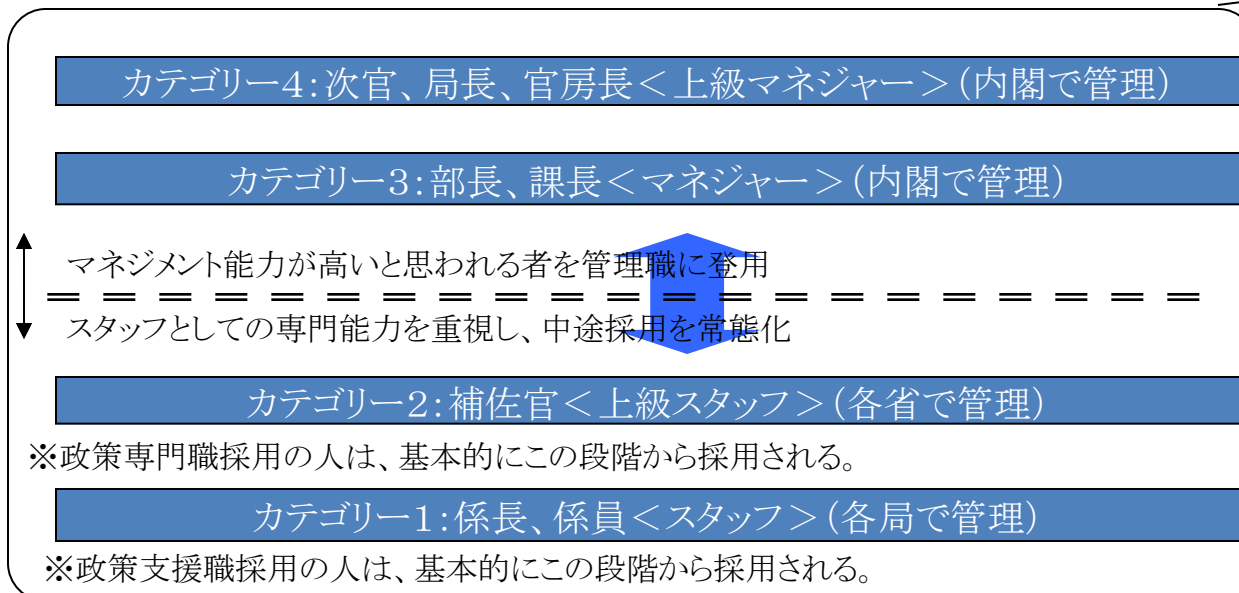 カテゴリー4:次官、局長、官房長<上級マネジャー>(内閣で管理)
カテゴリー3:部長、課長<マネジャー>(内閣で管理)
マネジメント能力が高いと思われる者を管理職に登用
スタッフとしての専門能力を重視し、中途採用を常態化
カテゴリー2:補佐官<上級スタッフ>(各省で管理)
※政策専門職採用の人は、基本的にこの段階から採用される。
カテゴリー1:係長、係員<スタッフ>(各局で管理)
※政策支援職採用の人は、基本的にこの段階から採用される。